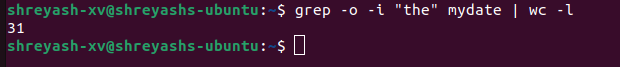 shreyash-xv@shreyashs-ubuntu:~$ grep -o -i "the" mydate | wc -l
31
shreyash-xv@shreyashs-ubuntu:~$